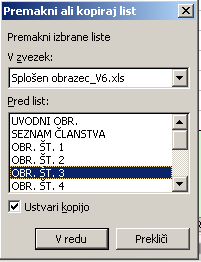 Premakni ali kopiraj list
Premakni izbrane liste
V zvezek:
Splošen obrazec_V6.xls
Pred list:
UVODNI OBR.
SEZNAM ČLANSTVA
OBR. ŠT. 1
OBR. ŠT. 2
OBR. ŠT. 3
OBR. ŠT. 4
Ustvari kopijo
V redu
Prekliči